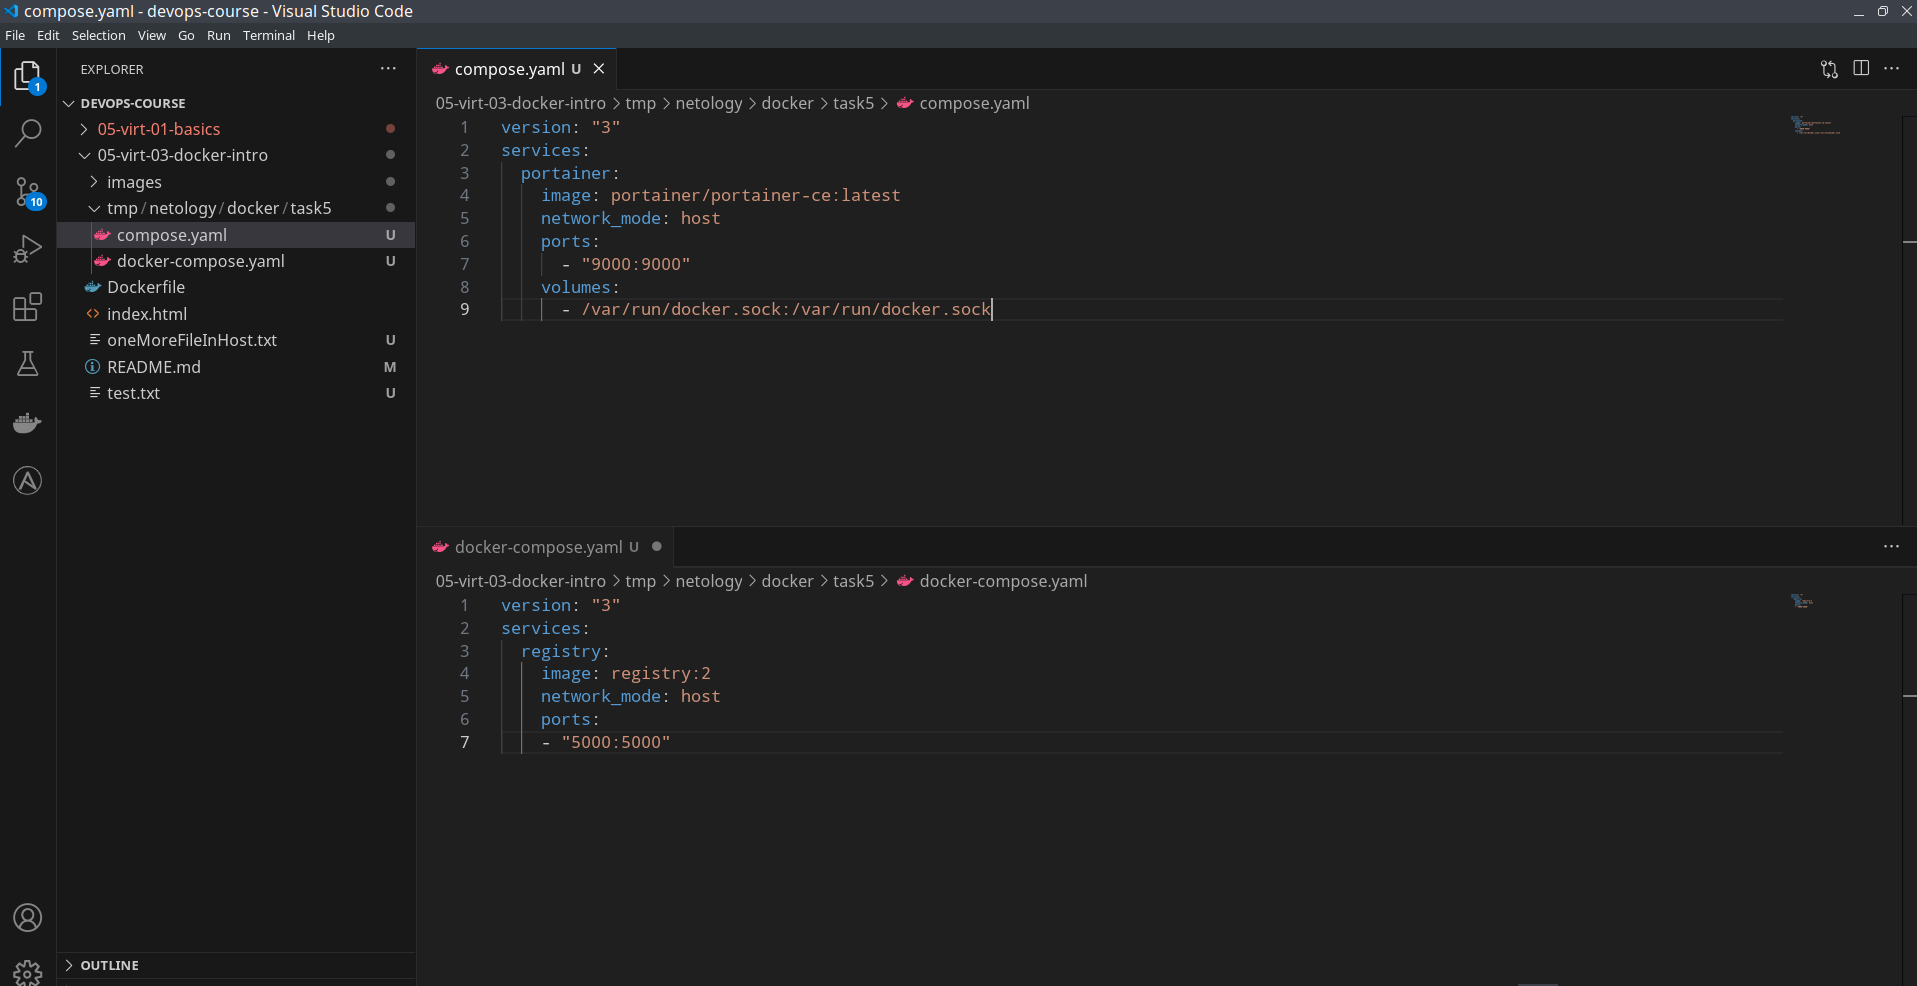 compose.yaml - devops-course - Visual Studio Code
File Edit Selection View Go Run Terminal Help
1
10
EXPLORER
DEVOPS-COURSE
05-virt-01-basics
05-virt-03-docker-intro
images
tmp / netology / docker / task5
compose.yaml U
docker-compose.yaml U
Dockerfile
index.html
oneMoreFileInHost.txt U
README.md M
test.txt U
OUTLINE
compose.yaml U
05-virt-03-docker-intro > tmp > netology > docker > task5 > compose.yaml
1 version: "3"
2 services:
3   portainer:
4     image: portainer/portainer-ce:latest
5     network_mode: host
6     ports:
7       - "9000:9000"
8     volumes:
9       - /var/run/docker.sock:/var/run/docker.sock
docker-compose.yaml U
05-virt-03-docker-intro > tmp > netology > docker > task5 > docker-compose.yaml
1 version: "3"
2 services:
3   registry:
4     image: registry:2
5     network_mode: host
6     ports:
7     - "5000:5000"